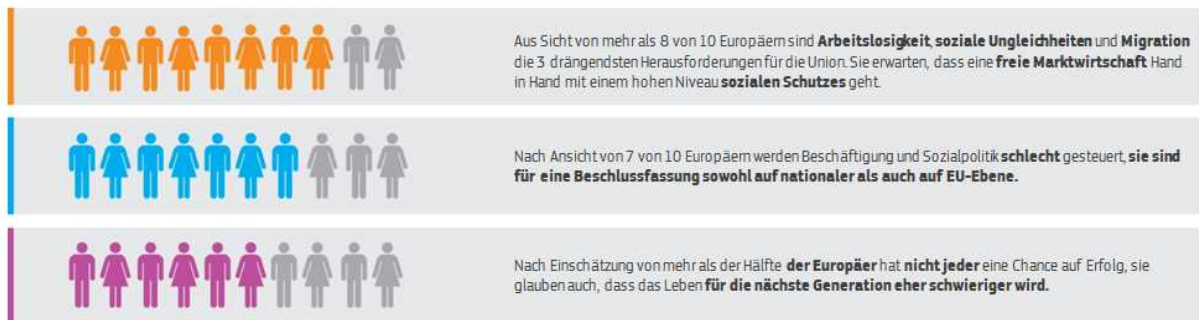 Aus Sicht von mehr als 8 von 10 Europäern sind Arbeitslosigkeit, soziale Ungleichheiten und Migration
die 3 drängendsten Herausforderungen für die Union. Sie erwarten, dass eine freie Marktwirtschaft Hand
in Hand mit einem hohen Niveau sozialen Schutzes geht.
Nach Ansicht von 7 von 10 Europäern werden Beschäftigung und Sozialpolitik schlecht gesteuert, sie sind
für eine Beschlussfassung sowohl auf nationaler als auch auf EU-Ebene.
Nach Einschätzung von mehr als der Hälfte der Europäer hat nicht jeder eine Chance auf Erfolg, sie
glauben auch, dass das Leben für die nächste Generation eher schwieriger wird.